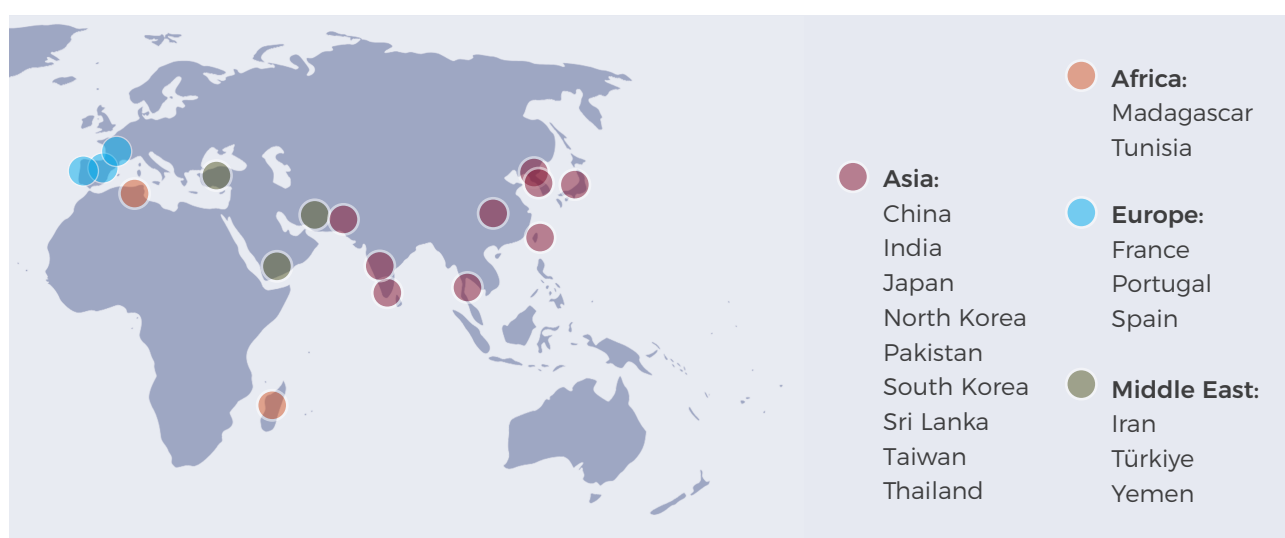 Asia:
China
India
Japan
North Korea
Pakistan
South Korea
Sri Lanka
Taiwan
Thailand
Africa:
Madagascar
Tunisia
Europe:
France
Portugal
Spain
Middle East:
Iran
Türkiye
Yemen